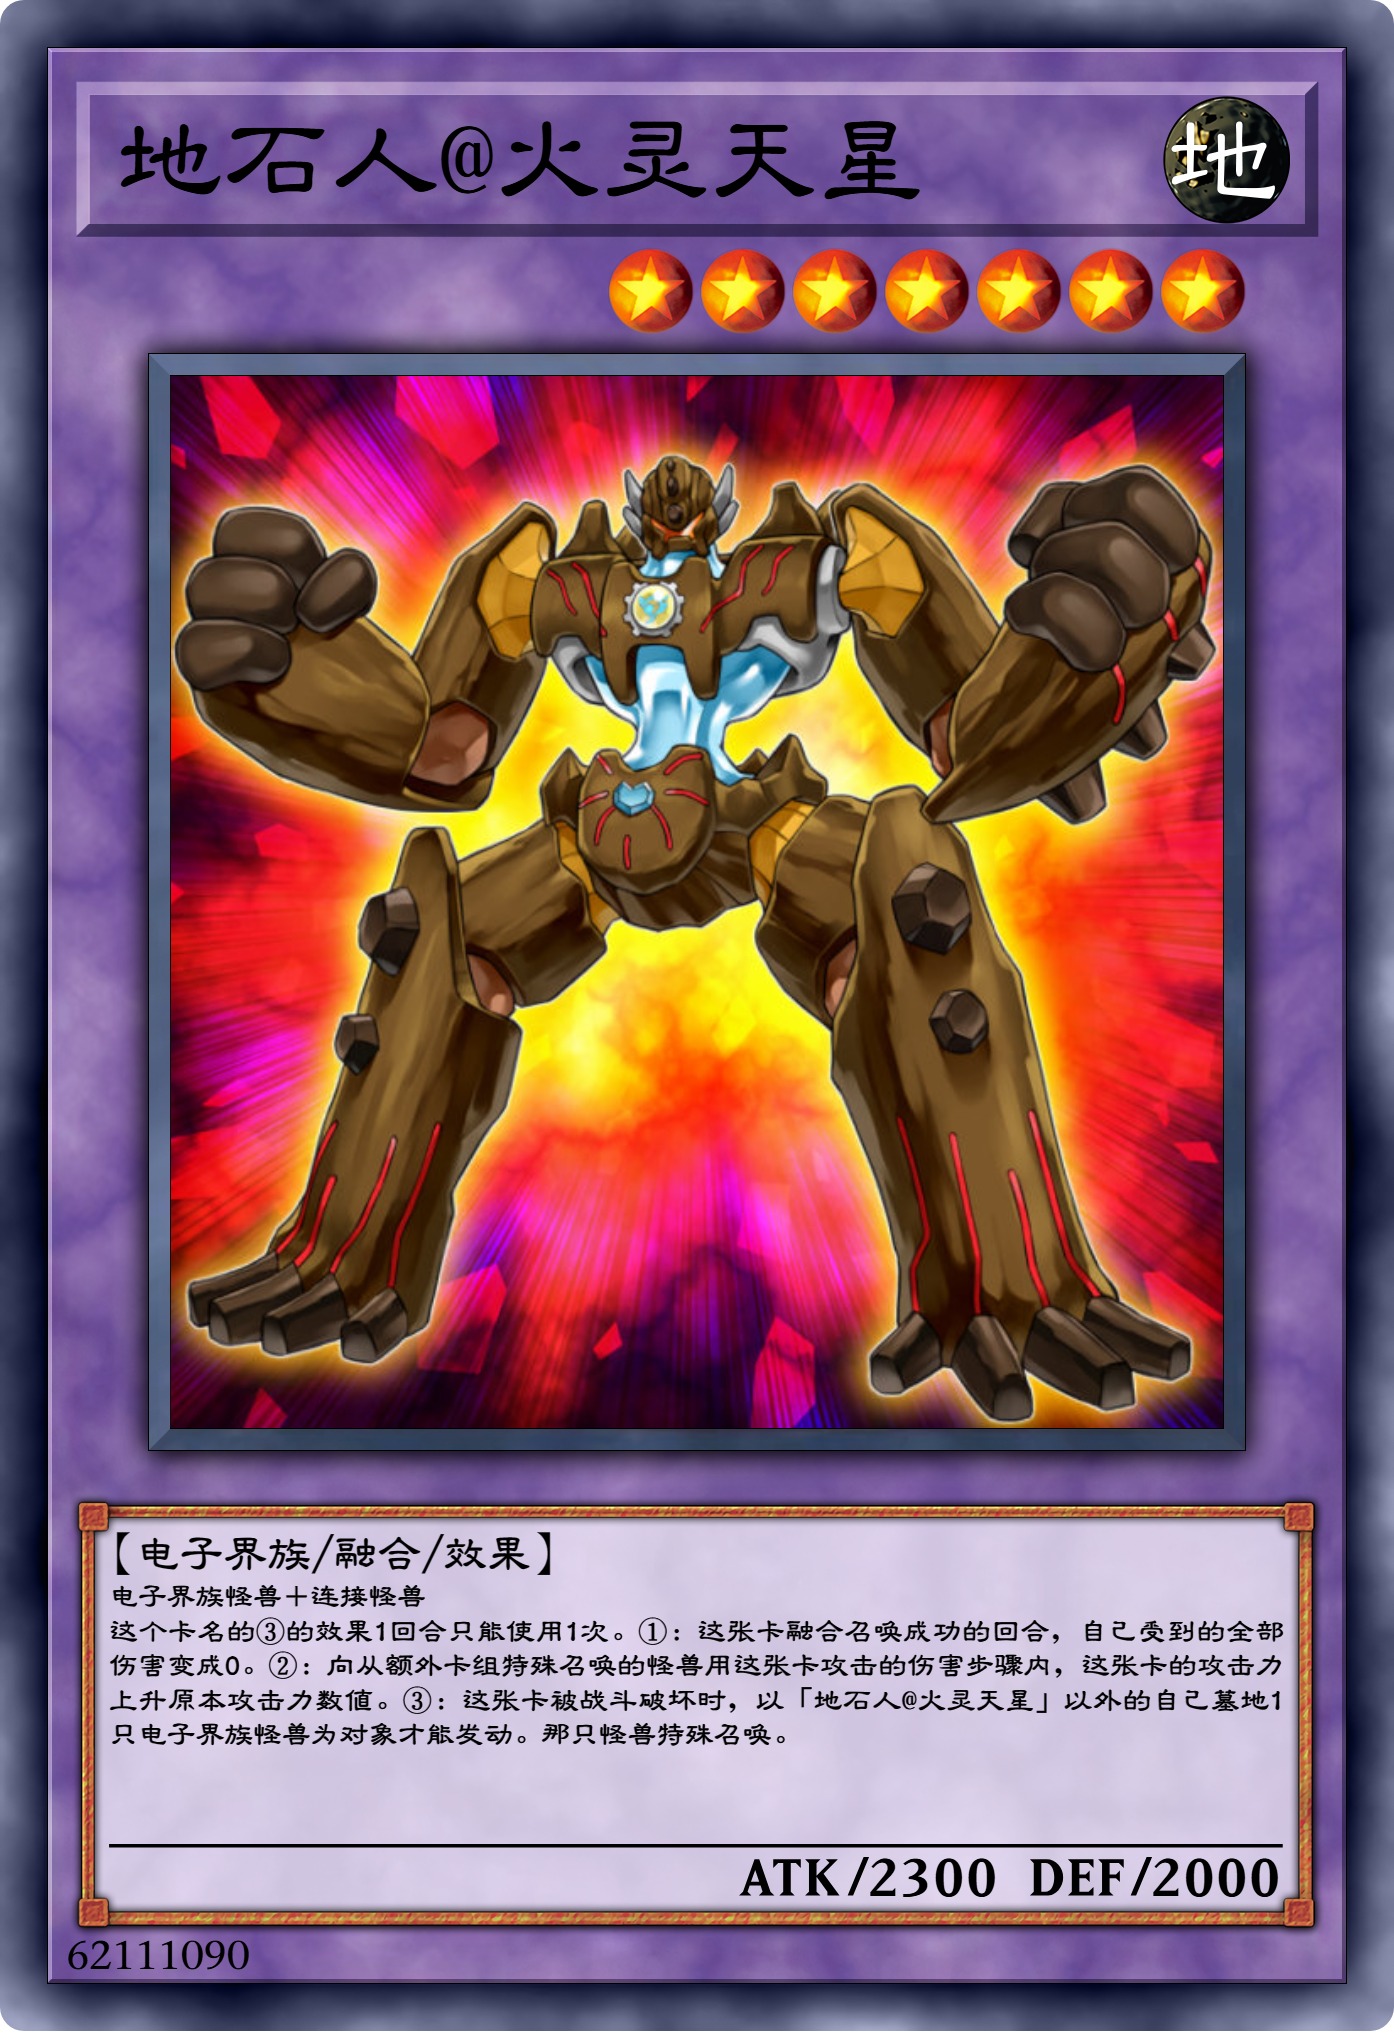 地石人@火灵天星
地
【电子界族/融合/效果】
电子界族怪兽＋连接怪兽
这个卡名的③的效果1回合只能使用1次。①：这张卡融合召唤成功的回合，自己受到的全部
伤害变成0。②：向从额外卡组特殊召唤的怪兽用这张卡攻击的伤害步骤内，这张卡的攻击力
上升原本攻击力数值。③：这张卡被战斗破坏时，以「地石人@火灵天星」以外的自己墓地1
只电子界族怪兽为对象才能发动。那只怪兽特殊召唤。
ATK/2300 DEF/2000
62111090